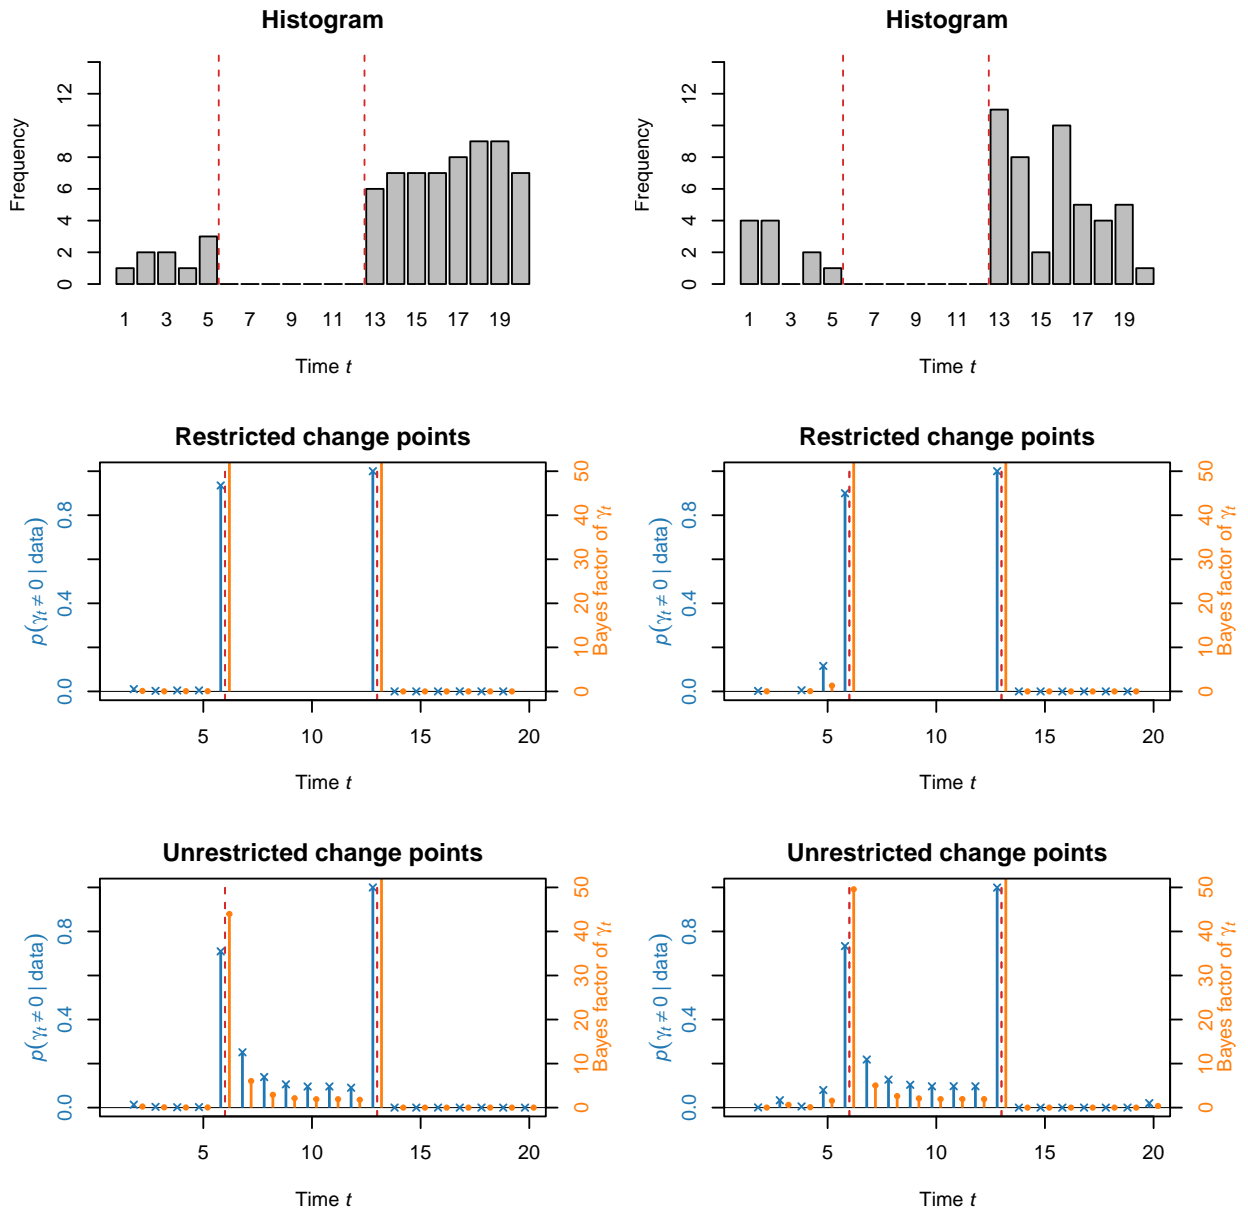 Histogram
Frequency
0 2 4 6 8 12
1 3 5 7 9 11 13 15 17 19
Time t
Histogram
Frequency
0 2 4 6 8 12
1 3 5 7 9 11 13 15 17 19
Time t
Restricted change points
p(γt ≠ 0 | data)
0.0 0.4 0.8
0 10 20 30 40 50
Bayes factor of γt
5 10 15 20
Time t
Restricted change points
p(γt ≠ 0 | data)
0.0 0.4 0.8
0 10 20 30 40 50
Bayes factor of γt
5 10 15 20
Time t
Unrestricted change points
p(γt ≠ 0 | data)
0.0 0.4 0.8
0 10 20 30 40 50
Bayes factor of γt
5 10 15 20
Time t
Unrestricted change points
p(γt ≠ 0 | data)
0.0 0.4 0.8
0 10 20 30 40 50
Bayes factor of γt
5 10 15 20
Time t